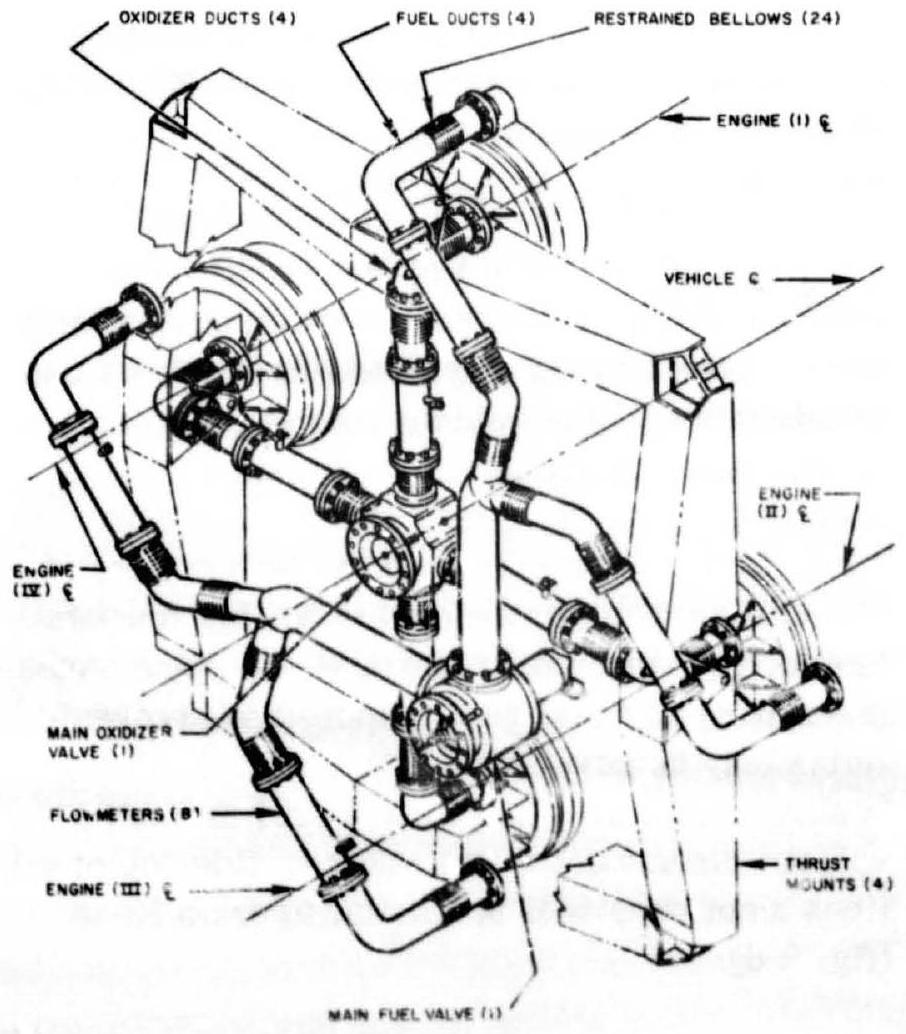 OXIDIZER DUCTS (4)
FUEL DUCTS (4)
RESTRAINED BELLOWS (24)
ENGINE (I) ℄
VEHICLE ℄
ENGINE
(II) ℄
ENGINE
(IV) ℄
MAIN OXIDIZER
VALVE (1)
FLOWMETERS (8)
ENGINE (III) ℄
THRUST
MOUNTS (4)
MAIN FUEL VALVE (1)